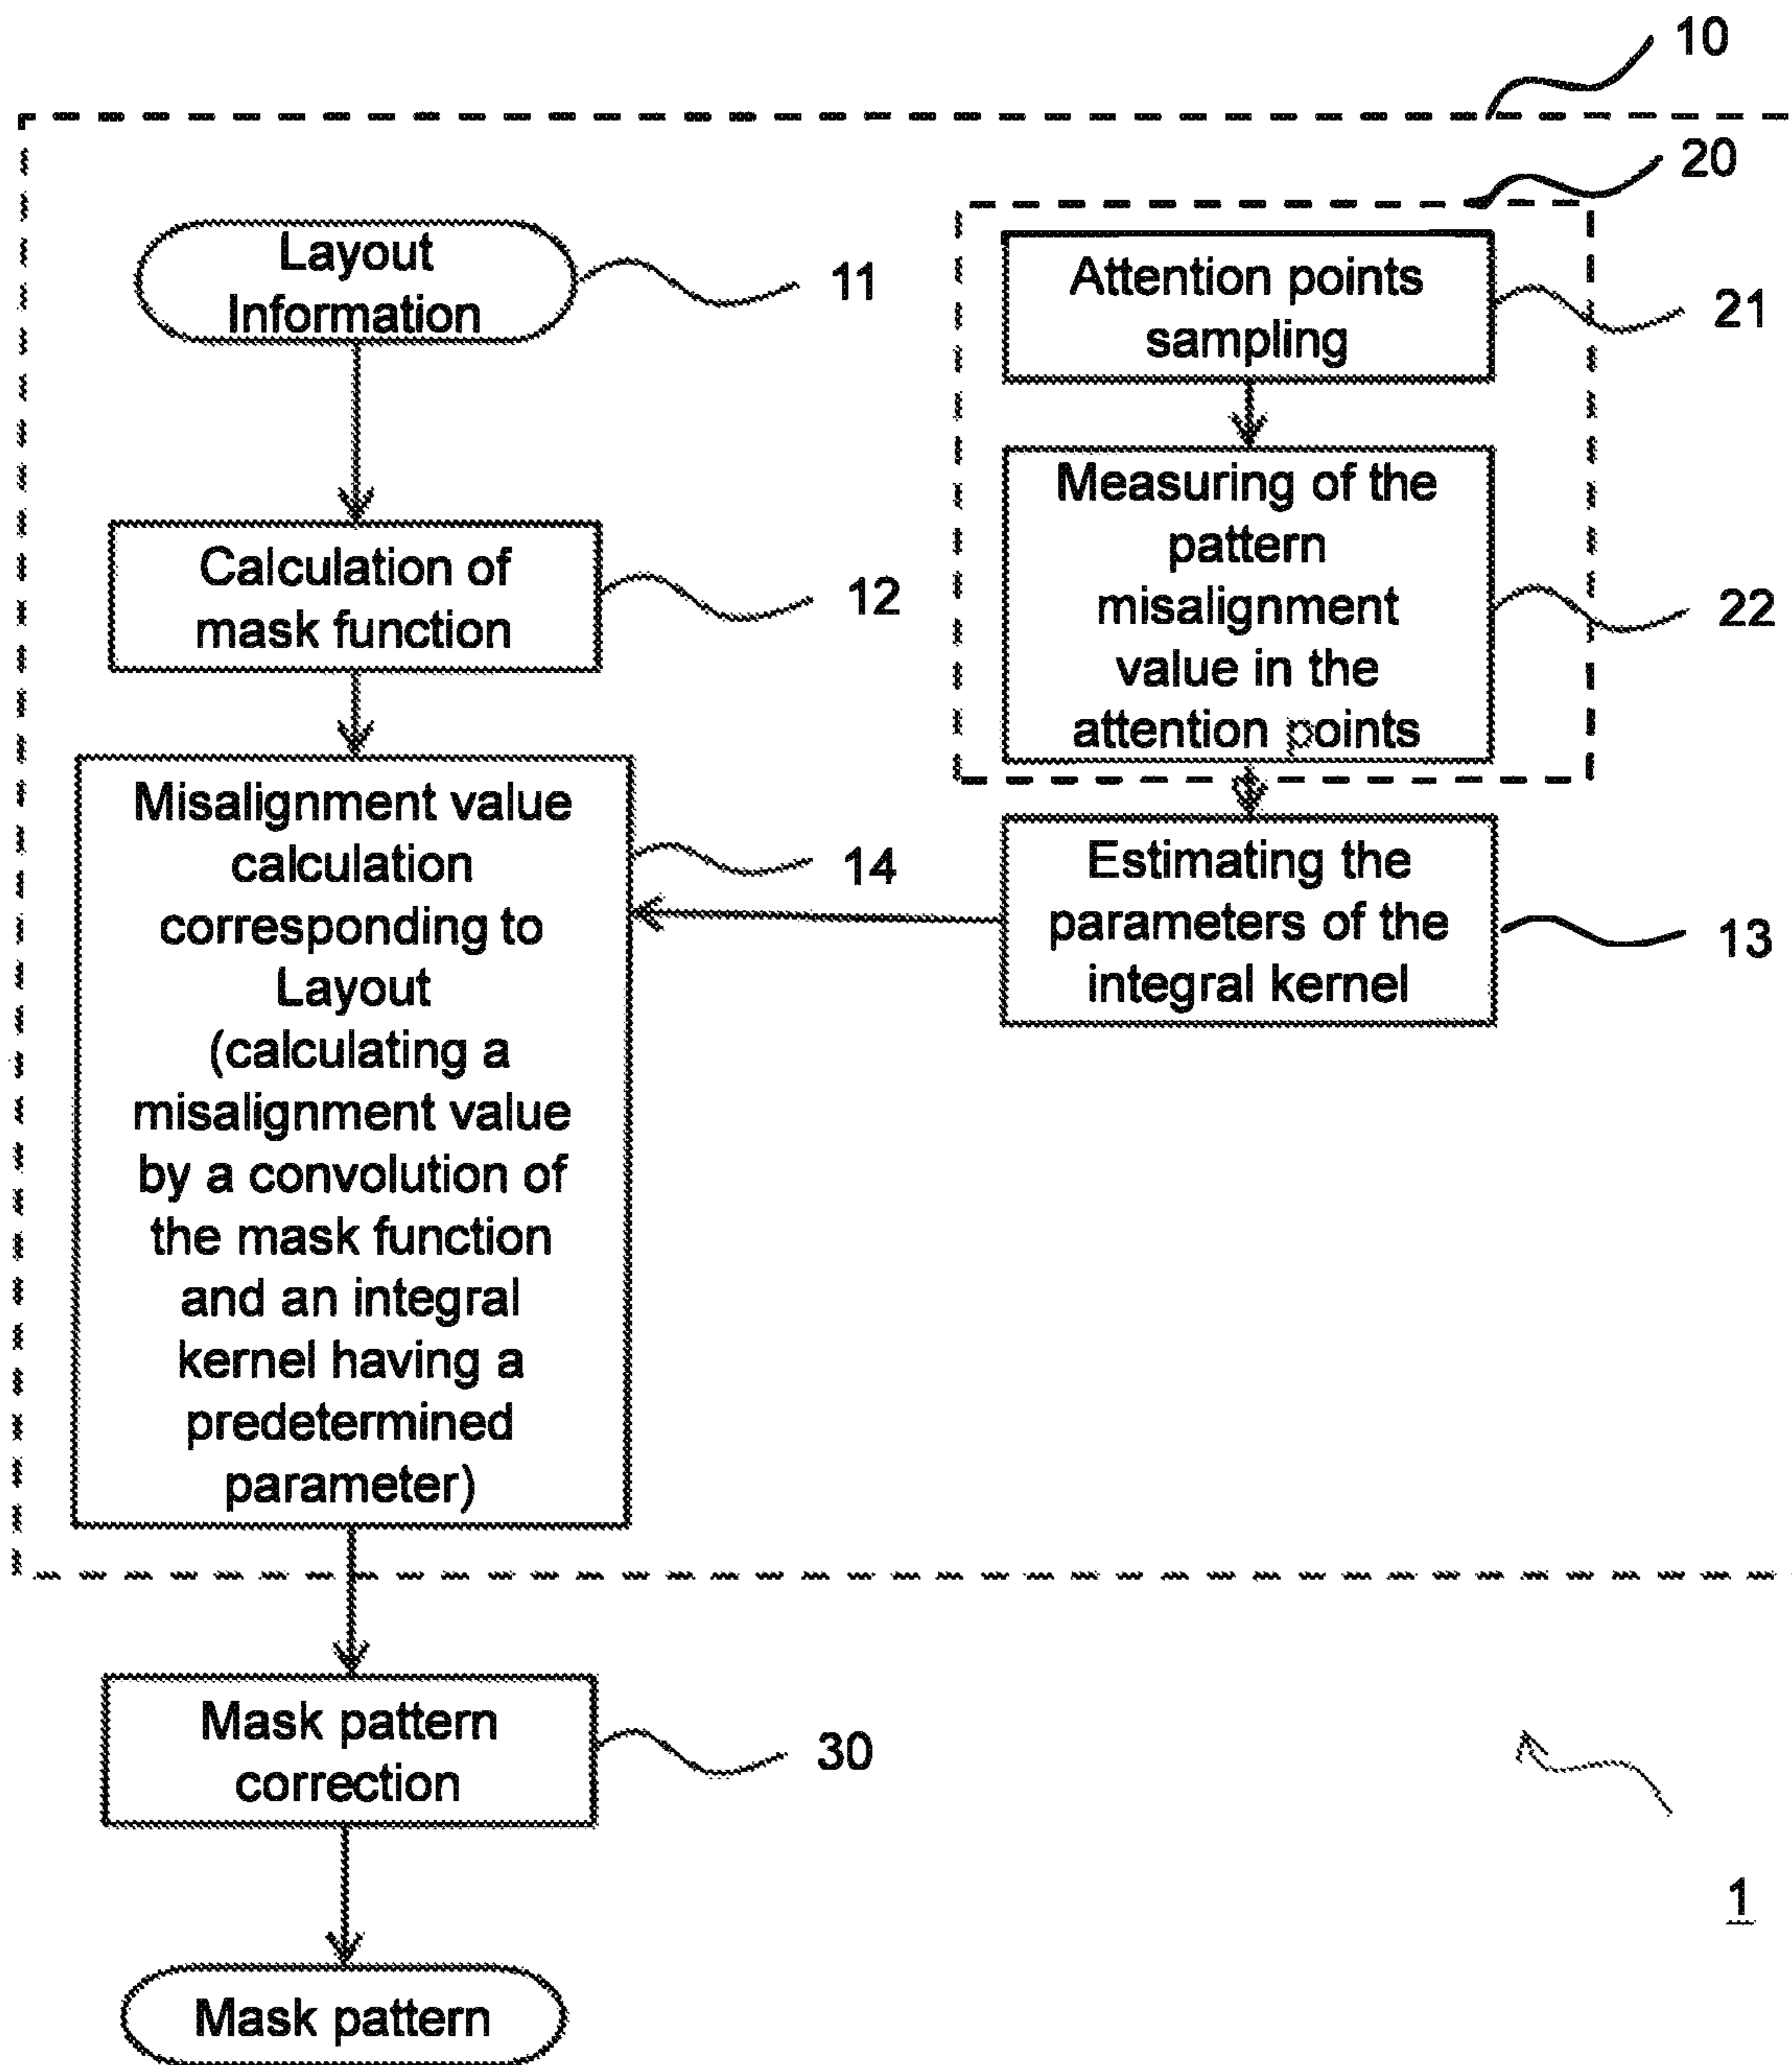 10
20
Layout
Information
11
Attention points
sampling
21
Calculation of
mask function
12
Measuring of the
pattern
misalignment
value in the
attention points
22
Misalignment value
calculation
corresponding to
Layout
(calculating a
misalignment value
by a convolution of
the mask function
and an integral
kernel having a
predetermined
parameter)
14
Estimating the
parameters of the
integral kernel
13
Mask pattern
correction
30
1
Mask pattern